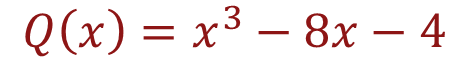 Q(x) = x³ − 8x − 4